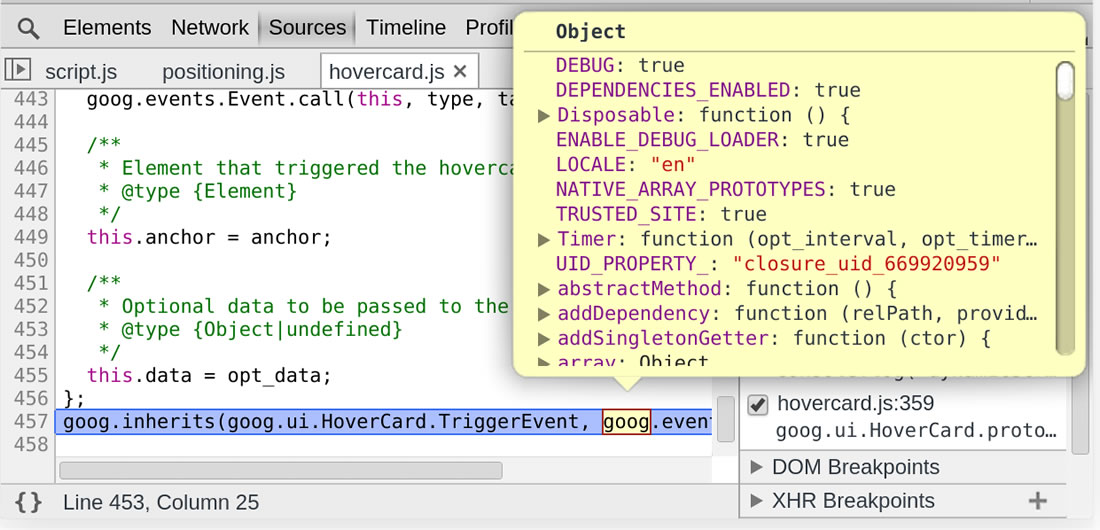 Elements Network Sources Timeline
script.js positioning.js hovercard.js ×
443 goog.events.Event.call(this, type,
444
445 /**
446 * Element that triggered the
447 * @type {Element}
448 */
449 this.anchor = anchor;
450
451 /**
452 * Optional data to be passed to the
453 * @type {Object|undefined}
454 */
455 this.data = opt_data;
456 };
457 goog.inherits(goog.ui.HoverCard.TriggerEvent, goog.even
458
{} Line 453, Column 25
Object
DEBUG: true
DEPENDENCIES_ENABLED: true
Disposable: function () {
ENABLE_DEBUG_LOADER: true
LOCALE: "en"
NATIVE_ARRAY_PROTOTYPES: true
TRUSTED_SITE: true
Timer: function (opt_interval, opt_timer…
UID_PROPERTY_: "closure_uid_669920959"
abstractMethod: function () {
addDependency: function (relPath, provid…
addSingletonGetter: function (ctor) {
array: Object
hovercard.js:359
goog.ui.HoverCard.proto…
DOM Breakpoints
XHR Breakpoints +